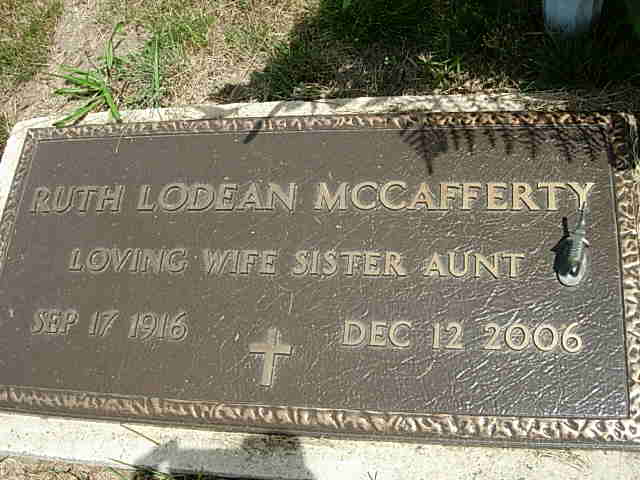 RUTH LODEAN MCCAFFERTY
LOVING WIFE SISTER AUNT
SEP 17 1916 DEC 12 2006